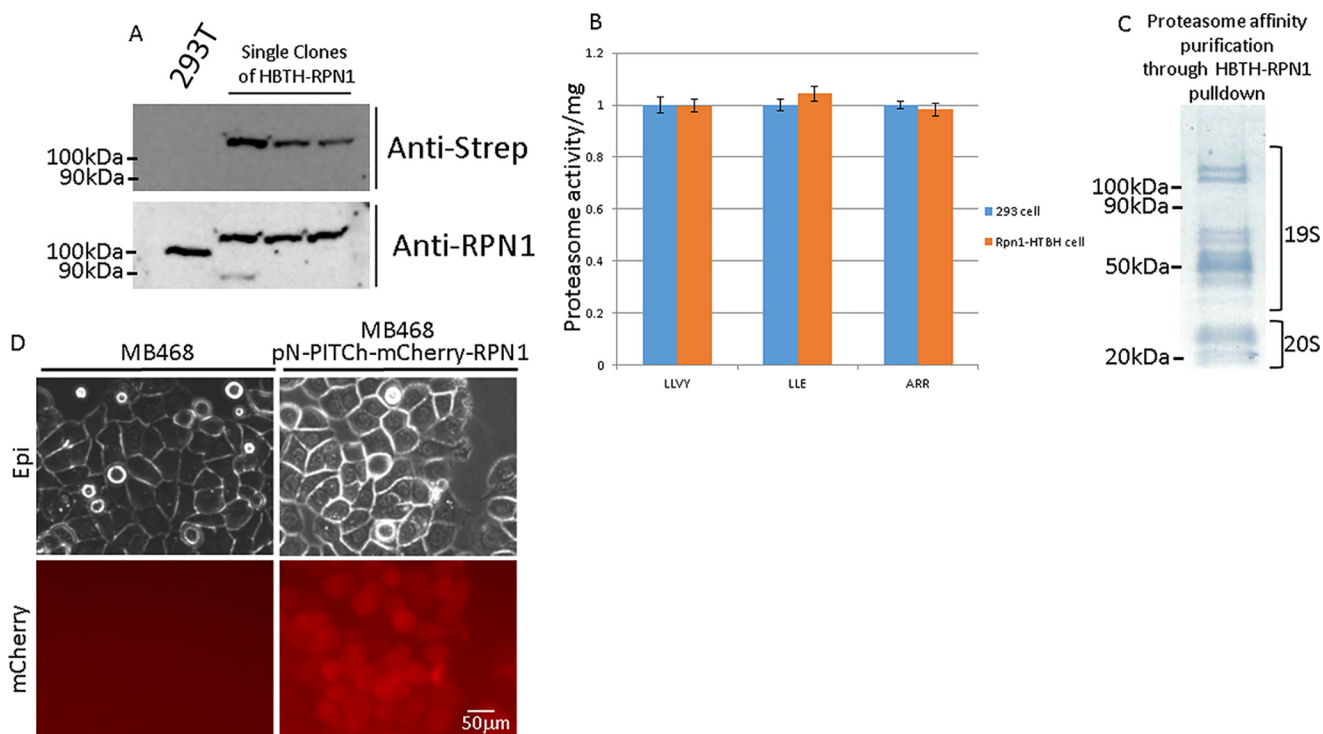 A
293T
Single Clones
of HBTH-RPN1
100kDa
90kDa
Anti-Strep
100kDa
90kDa
Anti-RPN1
B
Proteasome activity/mg
1.2
1
0.8
0.6
0.4
0.2
0
LLVY
LLE
ARR
293 cell
Rpn1-HTBH cell
C
Proteasome affinity
purification
through HBTH-RPN1
pulldown
100kDa
90kDa
50kDa
20kDa
19S
20S
D
MB468
MB468
pN-PITCh-mCherry-RPN1
Epi
mCherry
50µm